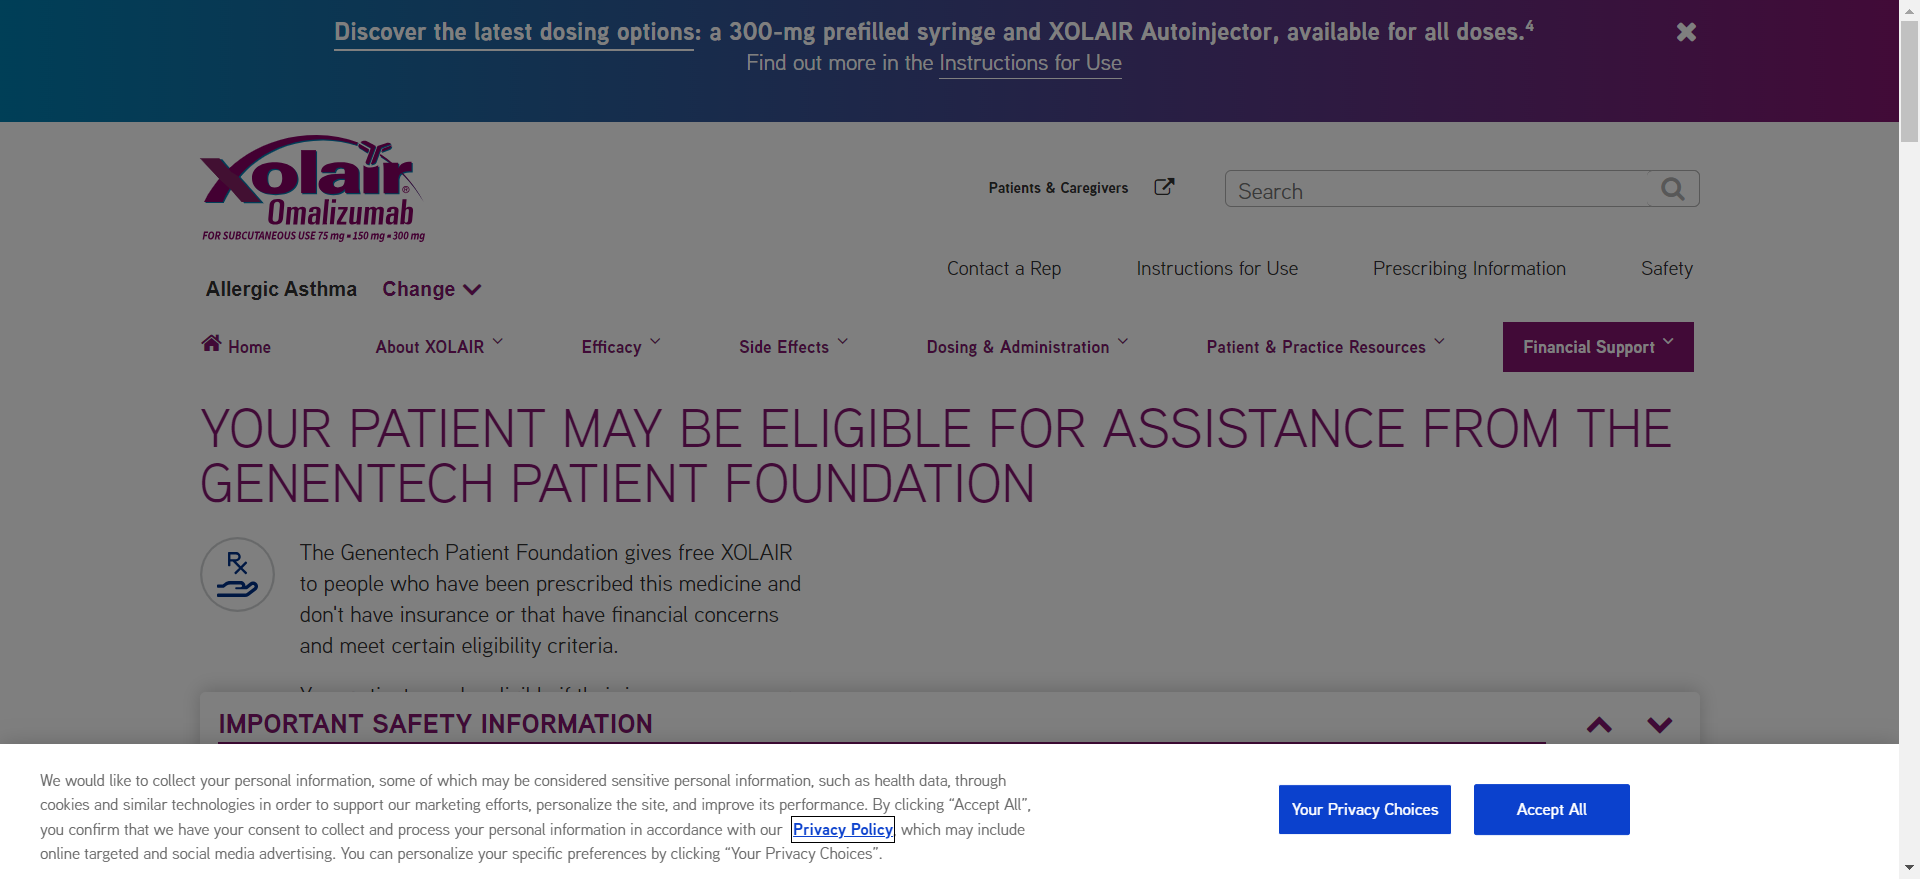 Discover the latest dosing options: a 300-mg prefilled syringe and XOLAIR Autoinjector, available for all doses.4
Find out more in the Instructions for Use
Xolair®
Omalizumab
FOR SUBCUTANEOUS USE 75 mg • 150 mg • 300 mg
Patients & Caregivers
Search
Contact a Rep
Instructions for Use
Prescribing Information
Safety
Allergic Asthma Change
Home
About XOLAIR
Efficacy
Side Effects
Dosing & Administration
Patient & Practice Resources
Financial Support
YOUR PATIENT MAY BE ELIGIBLE FOR ASSISTANCE FROM THE
GENENTECH PATIENT FOUNDATION
Rx
The Genentech Patient Foundation gives free XOLAIR
to people who have been prescribed this medicine and
don't have insurance or that have financial concerns
and meet certain eligibility criteria.
IMPORTANT SAFETY INFORMATION
We would like to collect your personal information, some of which may be considered sensitive personal information, such as health data, through
cookies and similar technologies in order to support our marketing efforts, personalize the site, and improve its performance. By clicking “Accept All”,
you confirm that we have your consent to collect and process your personal information in accordance with our Privacy Policy, which may include
online targeted and social media advertising. You can personalize your specific preferences by clicking “Your Privacy Choices”.
Your Privacy Choices
Accept All